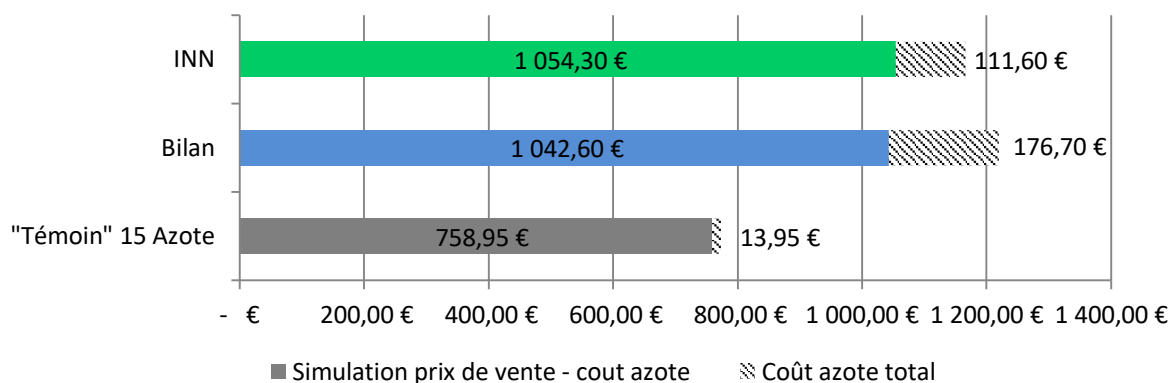 INN
1 054,30 €
111,60 €
Bilan
1 042,60 €
176,70 €
"Témoin" 15 Azote
758,95 €
13,95 €
- € 200,00 € 400,00 € 600,00 € 800,00 € 1 000,00 € 1 200,00 € 1 400,00 €
Simulation prix de vente - cout azote Coût azote total